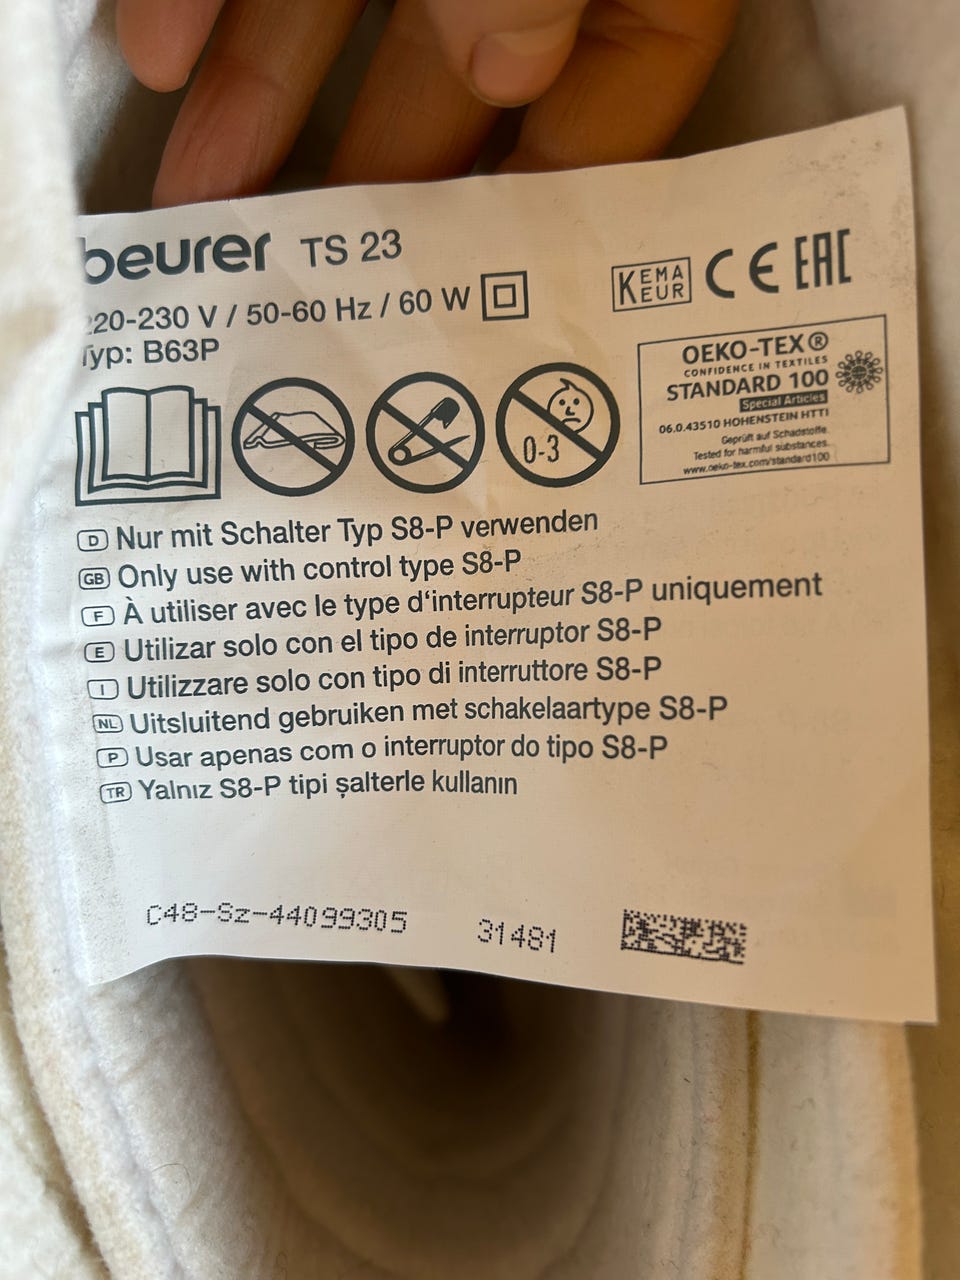 beurer TS 23
220-230 V / 50-60 Hz / 60 W
Typ: B63P
KEMA
EUR
CE
EAC
OEKO-TEX®
CONFIDENCE IN TEXTILES
STANDARD 100
Special Articles
06.0.43510 HOHENSTEIN HTTI
Geprüft auf Schadstoffe.
Tested for harmful substances.
www.oeko-tex.com/standard100
0-3
D Nur mit Schalter Typ S8-P verwenden
GB Only use with control type S8-P
F À utiliser avec le type d‘interrupteur S8-P uniquement
E Utilizar solo con el tipo de interruptor S8-P
I Utilizzare solo con tipo di interruttore S8-P
NL Uitsluitend gebruiken met schakelaartype S8-P
P Usar apenas com o interruptor do tipo S8-P
TR Yalnız S8-P tipi şalterle kullanın
C48-Sz-44099305 31481